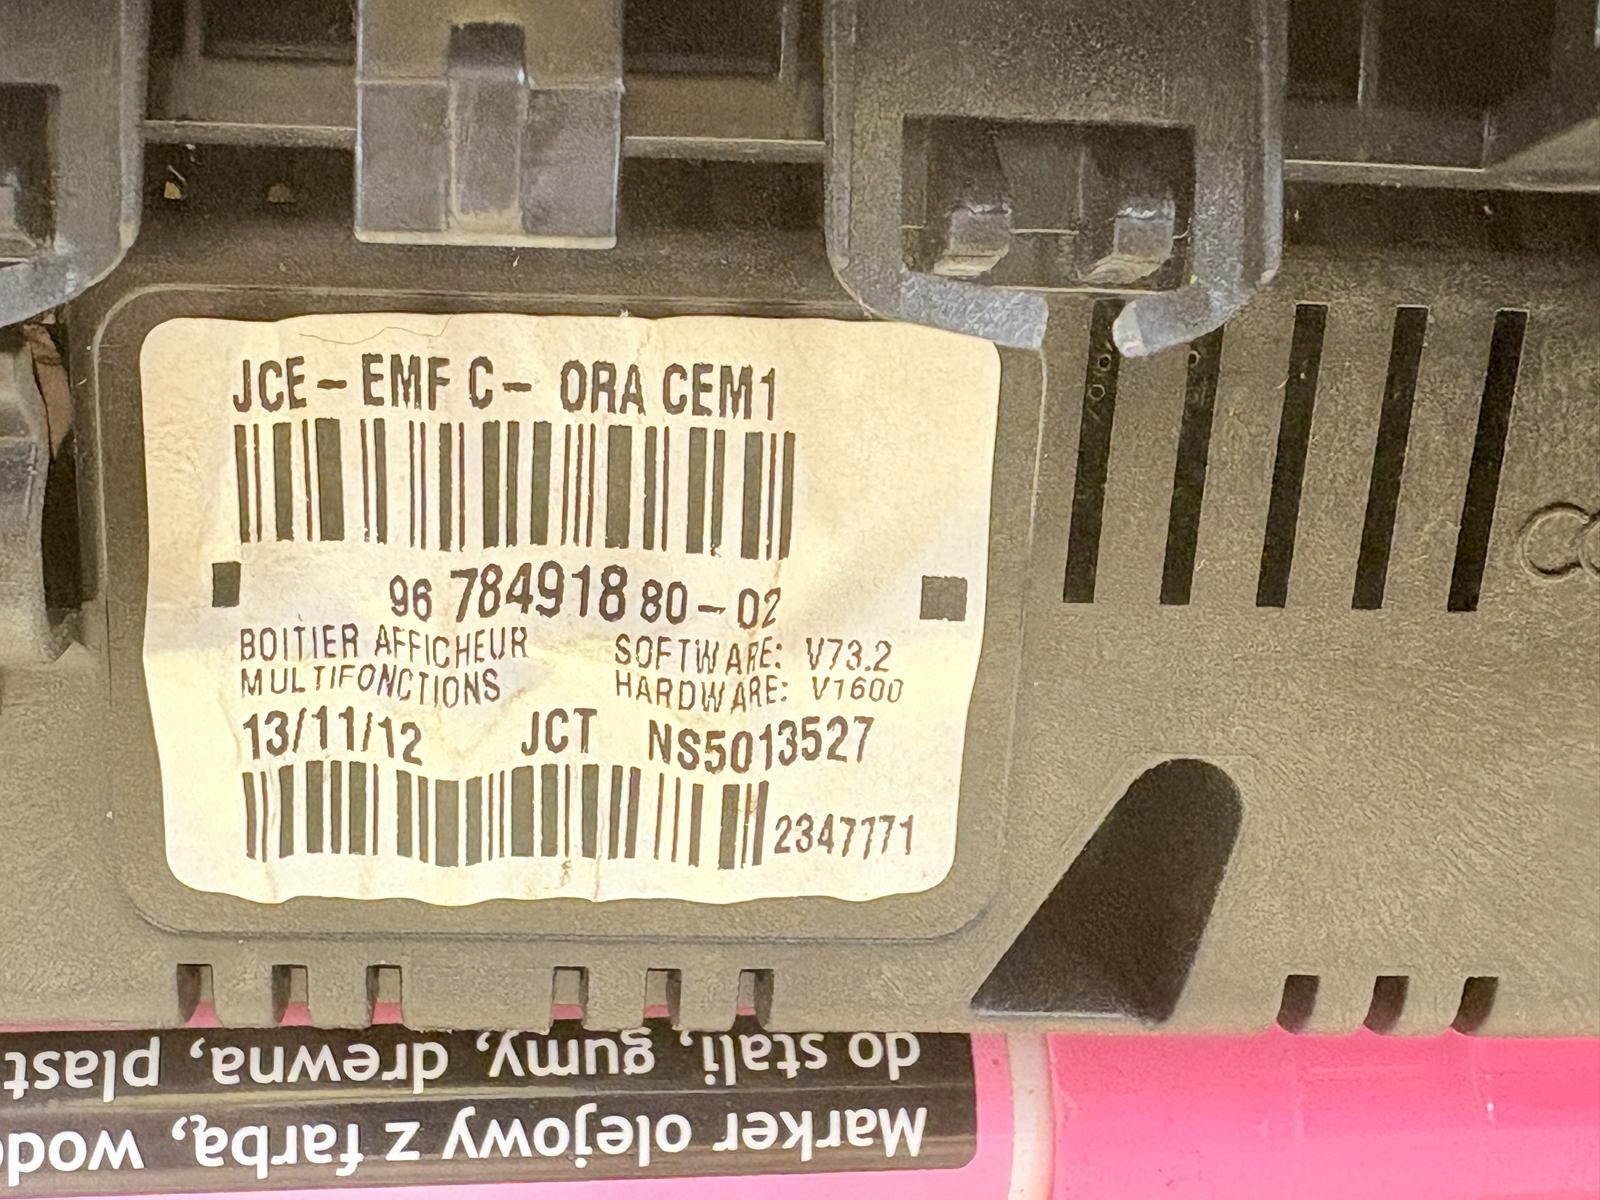 JCE - EMF C - ORA CEM1
96 784918 80 - 02
BOITIER AFFICHEUR SOFTWARE: V73.2
MULTIFONCTIONS HARDWARE: V1600
13/11/12 JCT NS5013527
2347771
do stali, gumy, drewna, plast
Marker olejowy z farbą, wodo